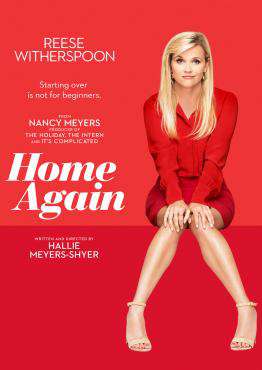 REESE
WITHERSPOON
Starting over
is not for beginners.
FROM
NANCY MEYERS
PRODUCER OF
THE HOLIDAY, THE INTERN
AND IT'S COMPLICATED
Home
Again
WRITTEN AND DIRECTED BY
HALLIE
MEYERS-SHYER